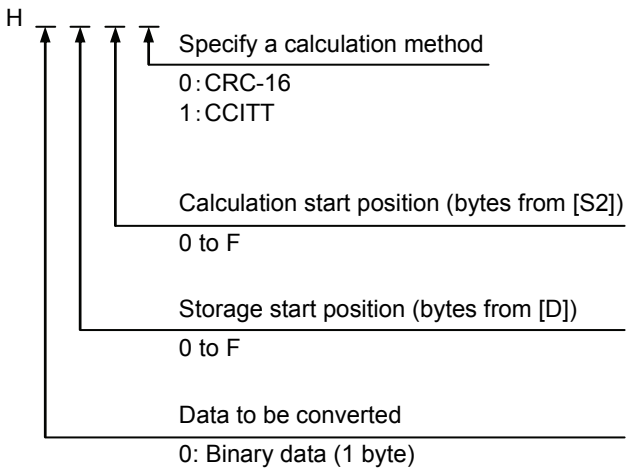 H _ _ _ _
Specify a calculation method
0:CRC-16
1:CCITT
Calculation start position (bytes from [S2])
0 to F
Storage start position (bytes from [D])
0 to F
Data to be converted
0: Binary data (1 byte)